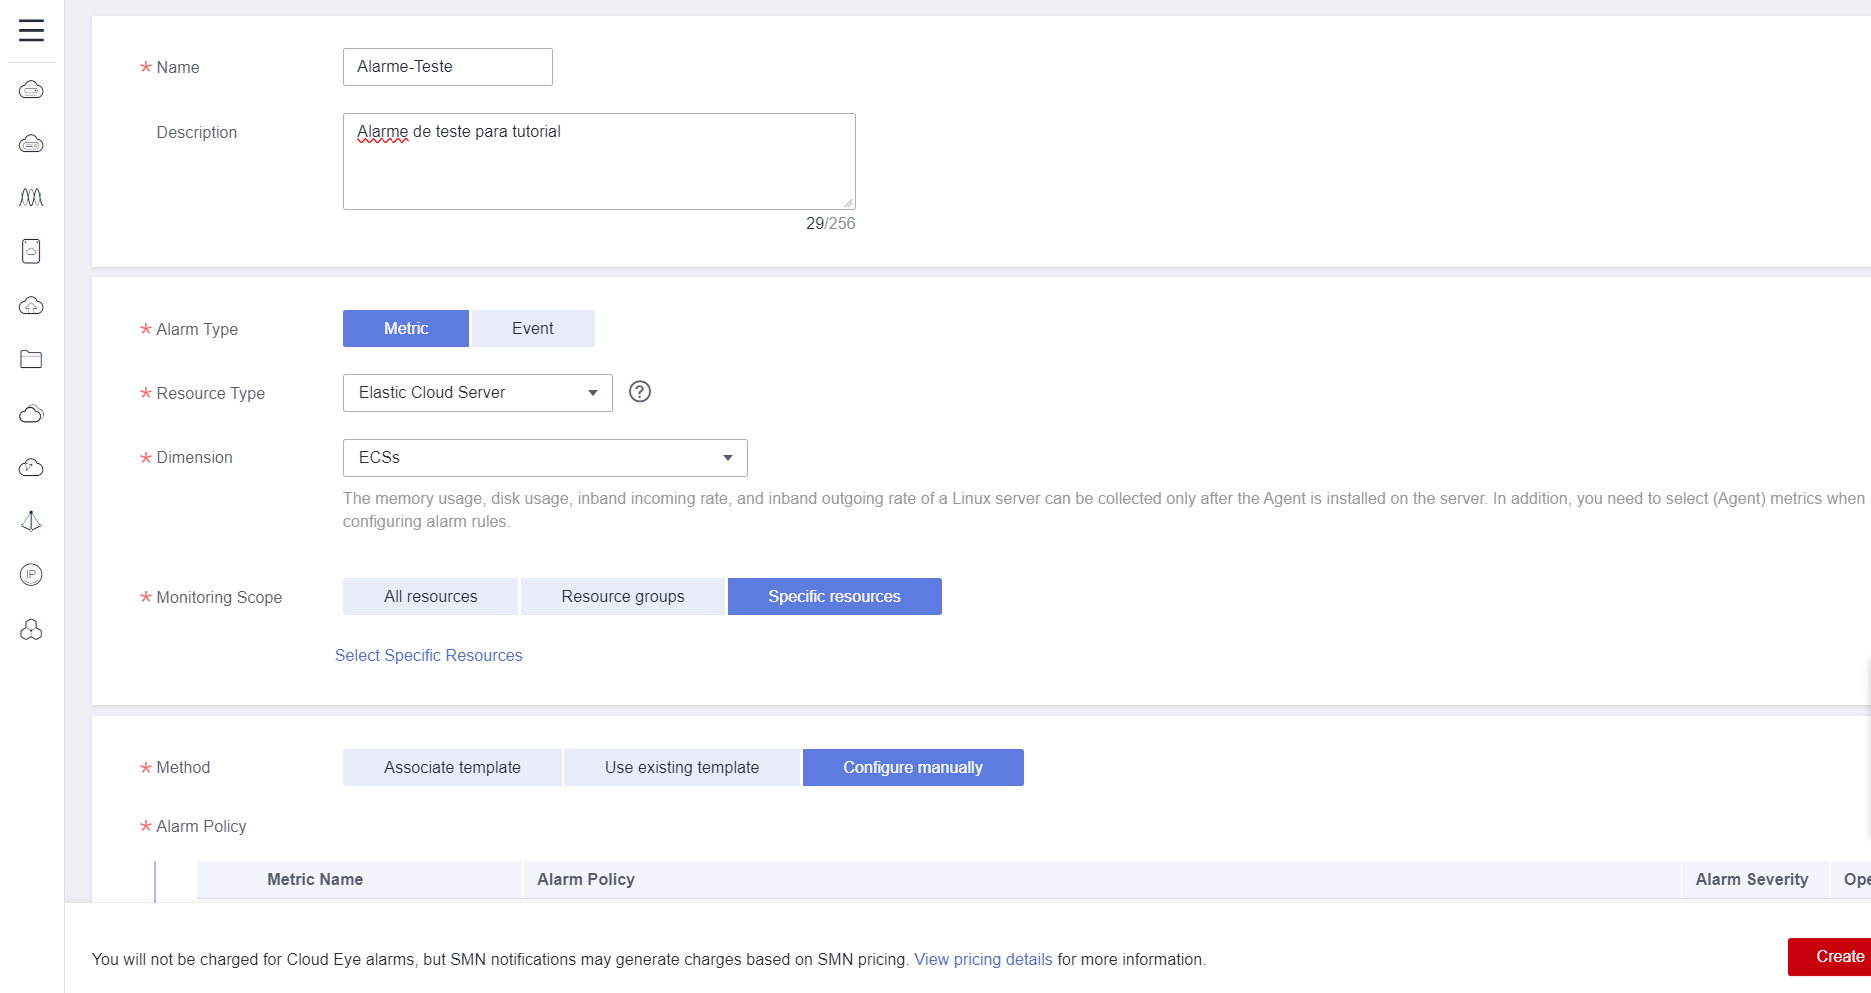 * Name
Alarme-Teste
Description
Alarme de teste para tutorial
29/256
* Alarm Type
Metric
Event
* Resource Type
Elastic Cloud Server
?
* Dimension
ECSs
The memory usage, disk usage, inband incoming rate, and inband outgoing rate of a Linux server can be collected only after the Agent is installed on the server. In addition, you need to select (Agent) metrics when
configuring alarm rules.
* Monitoring Scope
All resources
Resource groups
Specific resources
Select Specific Resources
* Method
Associate template
Use existing template
Configure manually
* Alarm Policy
Metric Name
Alarm Policy
Alarm Severity
Ope
IP
You will not be charged for Cloud Eye alarms, but SMN notifications may generate charges based on SMN pricing. View pricing details for more information.
Create